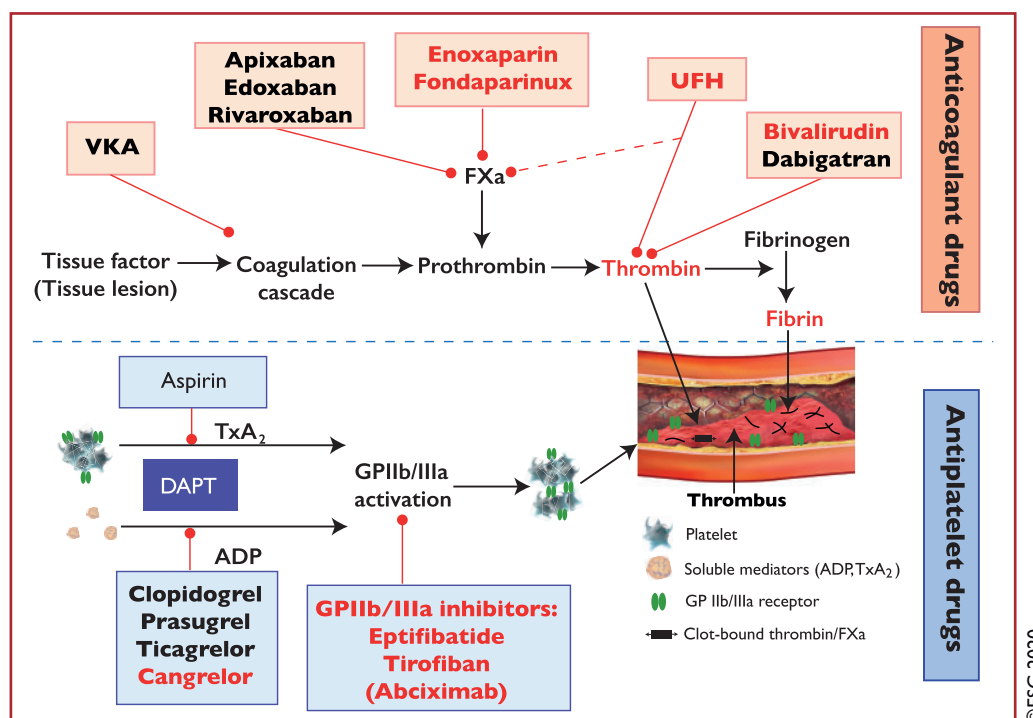 Apixaban
Edoxaban
Rivaroxaban
Enoxaparin
Fondaparinux
UFH
VKA
Bivalirudin
Dabigatran
FXa
Tissue factor
(Tissue lesion)
Coagulation
cascade
Prothrombin
Thrombin
Fibrinogen
Fibrin
Anticoagulant drugs
Aspirin
TxA2
DAPT
GPIIb/IIIa
activation
ADP
Clopidogrel
Prasugrel
Ticagrelor
Cangrelor
GPIIb/IIIa inhibitors:
Eptifibatide
Tirofiban
(Abciximab)
Thrombus
Platelet
Soluble mediators (ADP,TxA2)
GP IIb/IIIa receptor
Clot-bound thrombin/FXa
Antiplatelet drugs
©ESC 2020